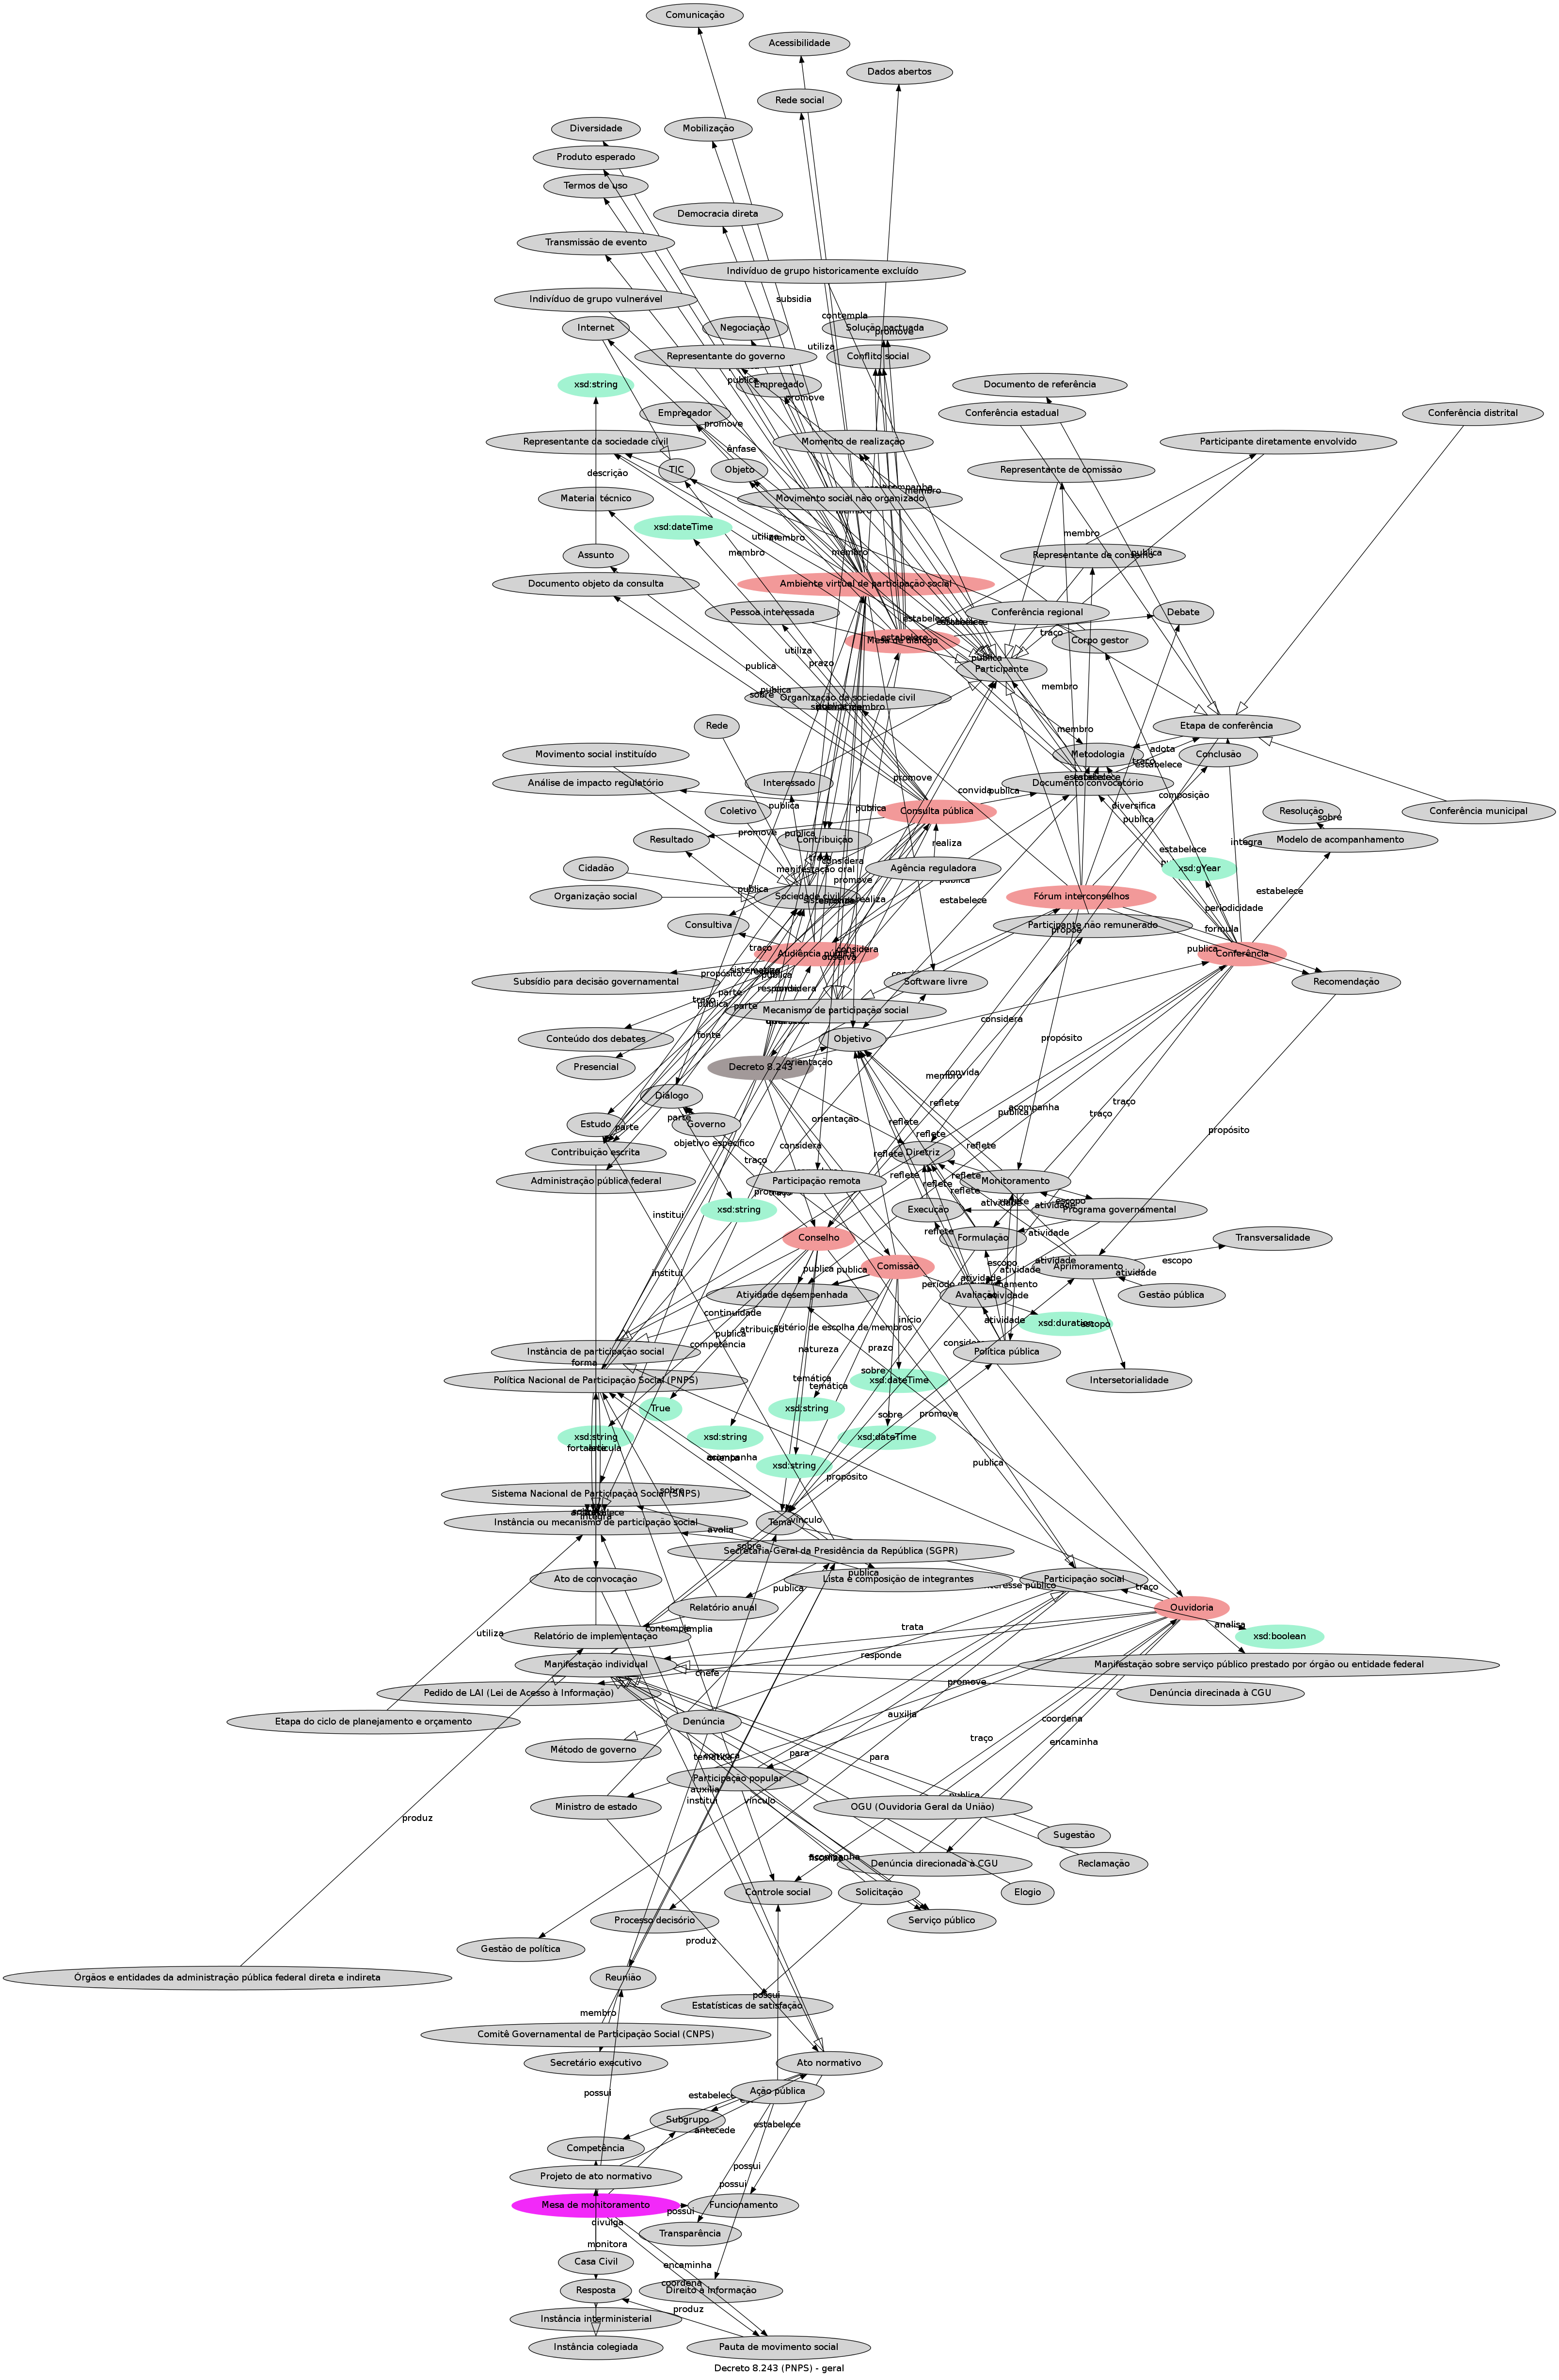 Comunicação
Acessibilidade
Dados abertos
Rede social
Diversidade
Mobilização
Produto esperado
Termos de uso
Democracia direta
Transmissão de evento
Indivíduo de grupo historicamente excluído
Indivíduo de grupo vulnerável
subsidia
contempla
Internet
Negociação
Solução pactuada
promove
utiliza
Representante do governo
Conflito social
publica
xsd:string
Empregado
Documento de referência
promove
Empregador
Conferência estadual
Conferência distrital
promove
Representante da sociedade civil
Momento de realização
Participante diretamente envolvido
ênfase
descrição
TIC
Objeto
Representante de comissão
membro
Material técnico
Movimento social não organizado
xsd:dateTime
membro
utiliza
membro
Assunto
membro
membro
Representante de conselho
publica
Documento objeto da consulta
Ambiente virtual de participação social
Pessoa interessada
Conferência regional
Debate
estabelece
traço
Mesa de diálogo
Corpo gestor
utiliza
prazo
publica
Participante
publica
sobre
publica
membro
Organização da sociedade civil
Rede
membro
Etapa de conferência
Movimento social instituído
Metodologia
adota
Conclusão
traço
estabelece
Análise de impacto regulatório
Interessado
promove
Documento convocatório
convida
composição
publica
Coletivo
publica
Consulta pública
publica
diversifica
publica
Conferência municipal
Resolução
sobre
Resultado
promove
publica
Contribuição
realiza
Modelo de acompanhamento
integra
estabelece
considera
Cidadão
manifestação oral
Agência reguladora
xsd:gYear
publica
promove
estabelece
estabelece
Organização social
Sociedade civil
realiza
Fórum interconselhos
periodicidade
Consultiva
Participante não remunerado
propõe
formula
traço
Audiência pública
considera
observa
publica
Conferência
Subsídio para decisão governamental
propósito
Software livre
Recomendação
traço
publica
parte
Mecanismo de participação social
considera
Conteúdo dos debates
fonte
Objetivo
propósito
Presencial
Decreto 8.243
orientação
membro
convida
Diálogo
reflete
acompanha
publica
traço
Estudo
parte
Governo
orientação
reflete
traço
propósito
parte
objetivo específico
considera
Contribuição escrita
Diretriz
reflete
reflete
traço
Administração pública federal
Participação remota
Monitoramento
reflete
reflete
escopo
xsd:string
Execução
atividade
atividade
Programa governamental
Conselho
reflete
Formulação
atividade
Transversalidade
Comissão
escopo
Aprimoramento
escopo
institui
publica
publica
atividade
atividade
atividade
Atividade desempenhada
Avaliação
Gestão pública
continuidade
início
xsd:duration
escopo
atribuição
critério de escolha de membros
atividade
publica
competência
natureza
prazo
Instância de participação social
Política pública
forma
sobre
temática
Política Nacional de Participação Social (PNPS)
temática
xsd:dateTime
Intersetorialidade
True
xsd:string
sobre
promove
xsd:string
xsd:string
xsd:dateTime
acompanha
xsd:string
propósito
publica
sobre
Sistema Nacional de Participação Social (SNPS)
integra
Instância ou mecanismo de participação social
Tema
vínculo
avalia
sobre
Secretaria-Geral da Presidência da República (SGPR)
publica
Ato de convocação
Lista e composição de integrantes
Participação social
traço
publica
Relatório anual
Ouvidoria
utiliza
contempla
analisa
Relatório de implementação
trata
xsd:boolean
responde
Manifestação individual
Manifestação sobre serviço público prestado por órgão ou entidade federal
chefe
promove
Pedido de LAI (Lei de Acesso à Informação)
Denúncia direcinada à CGU
Etapa do ciclo de planejamento e orçamento
Denúncia
auxilia
coordena
traço
encaminha
Método de governo
temática
para
para
Participação popular
auxilia
vínculo
institui
publica
Ministro de estado
OGU (Ouvidoria Geral da União)
produz
Sugestão
Denúncia direcionada à CGU
Reclamação
Controle social
Solicitação
Elogio
Processo decisório
Serviço público
produz
Gestão de política
Órgãos e entidades da administração pública federal direta e indireta
Reunião
possui
Estatísticas de satisfação
membro
Comitê Governamental de Participação Social (CNPS)
Secretário executivo
Ato normativo
possui
Ação pública
estabelece
Subgrupo
estabelece
antecede
Competência
possui
Projeto de ato normativo
possui
Mesa de monitoramento
Funcionamento
possui
divulga
Transparência
monitora
Casa Civil
encaminha
coordena
Resposta
Direito à informação
produz
Instância interministerial
Instância colegiada
Pauta de movimento social
Decreto 8.243 (PNPS) - geral